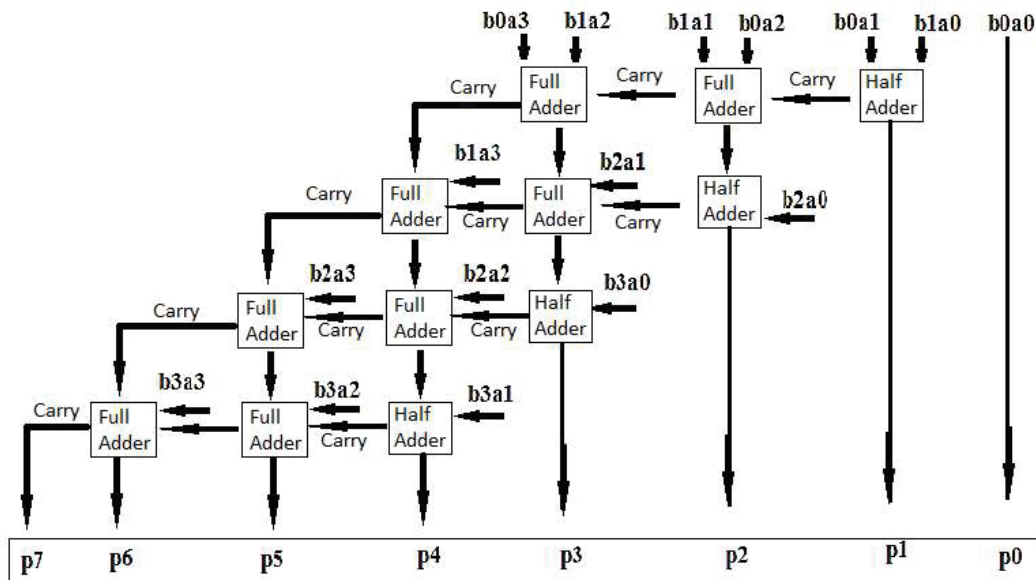 b0a3 b1a2 b1a1 b0a2 b0a1 b1a0 b0a0
Carry Full Adder Carry Full Adder Carry Half Adder
b1a3 b2a1
Carry Full Adder Carry Full Adder Carry Half Adder b2a0
b2a3 b2a2 b3a0
Carry Full Adder Carry Full Adder Carry Half Adder
b3a3 b3a2 b3a1
Carry Full Adder Full Adder Carry Half Adder
p7 p6 p5 p4 p3 p2 p1 p0